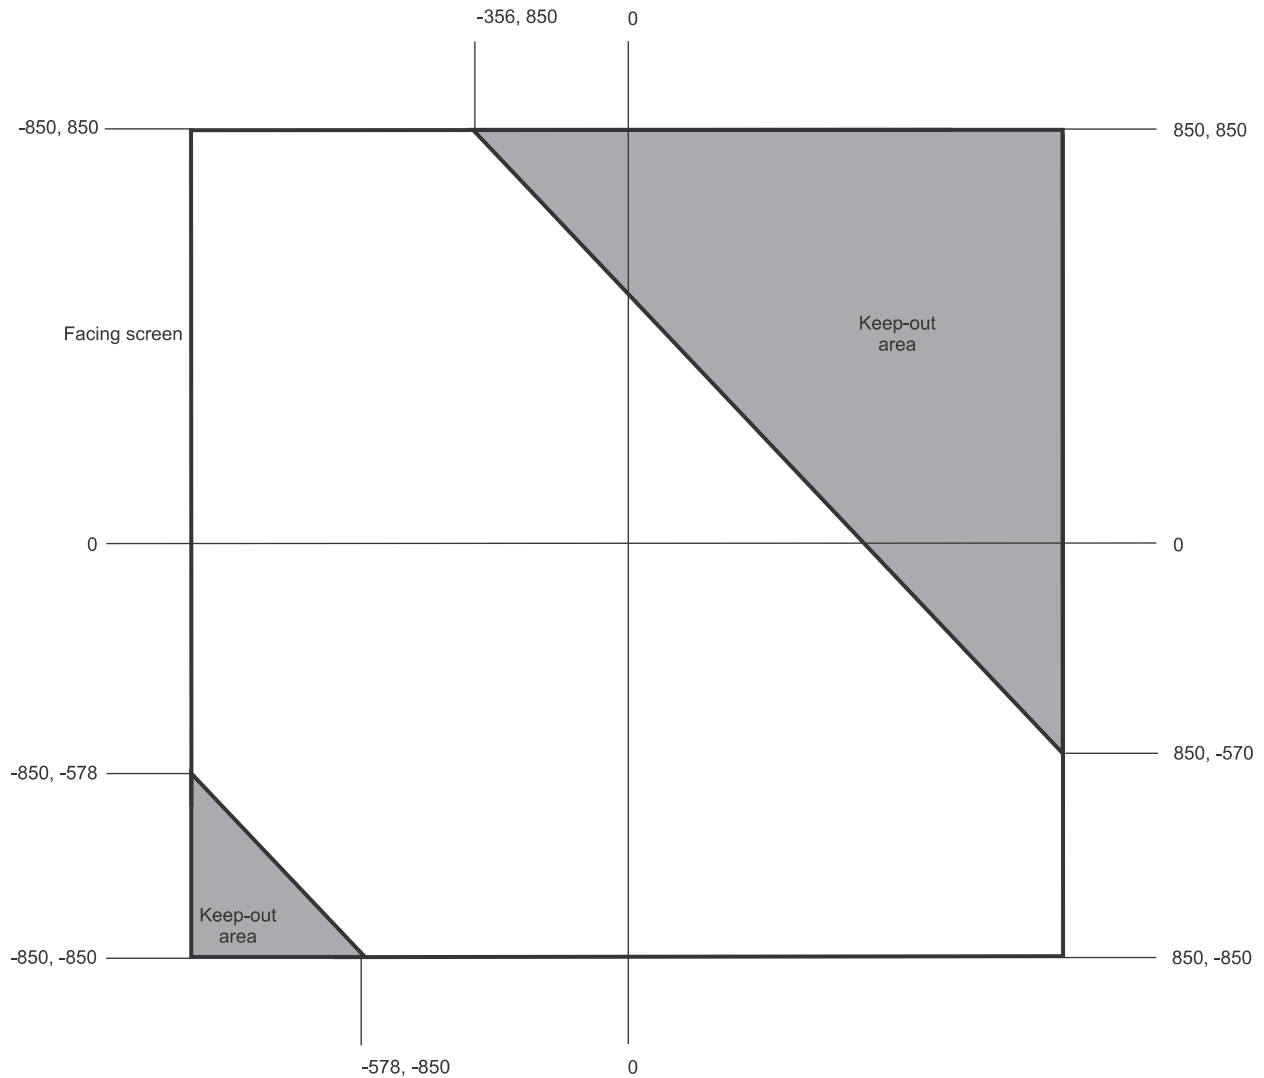 -356, 850
0
-850, 850
850, 850
Facing screen
Keep-out
area
0
0
-850, -578
850, -570
Keep-out
area
-850, -850
850, -850
-578, -850
0